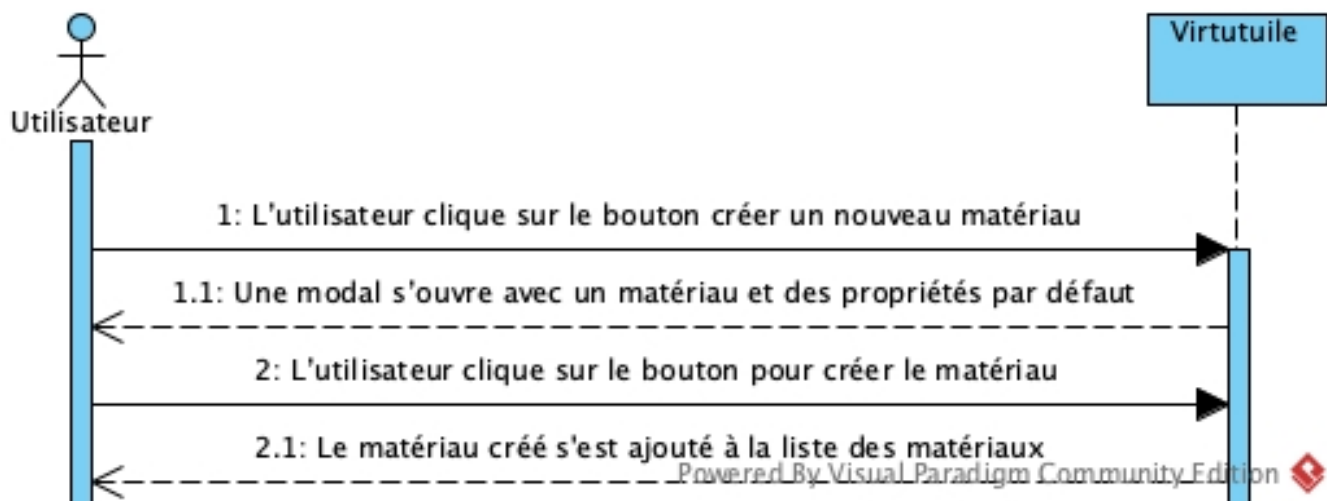 Virtutuile
Utilisateur
1: L'utilisateur clique sur le bouton créer un nouveau matériau
1.1: Une modal s'ouvre avec un matériau et des propriétés par défaut
2: L'utilisateur clique sur le bouton pour créer le matériau
2.1: Le matériau créé s'est ajouté à la liste des matériaux
Powered By Visual Paradigm Community Edition